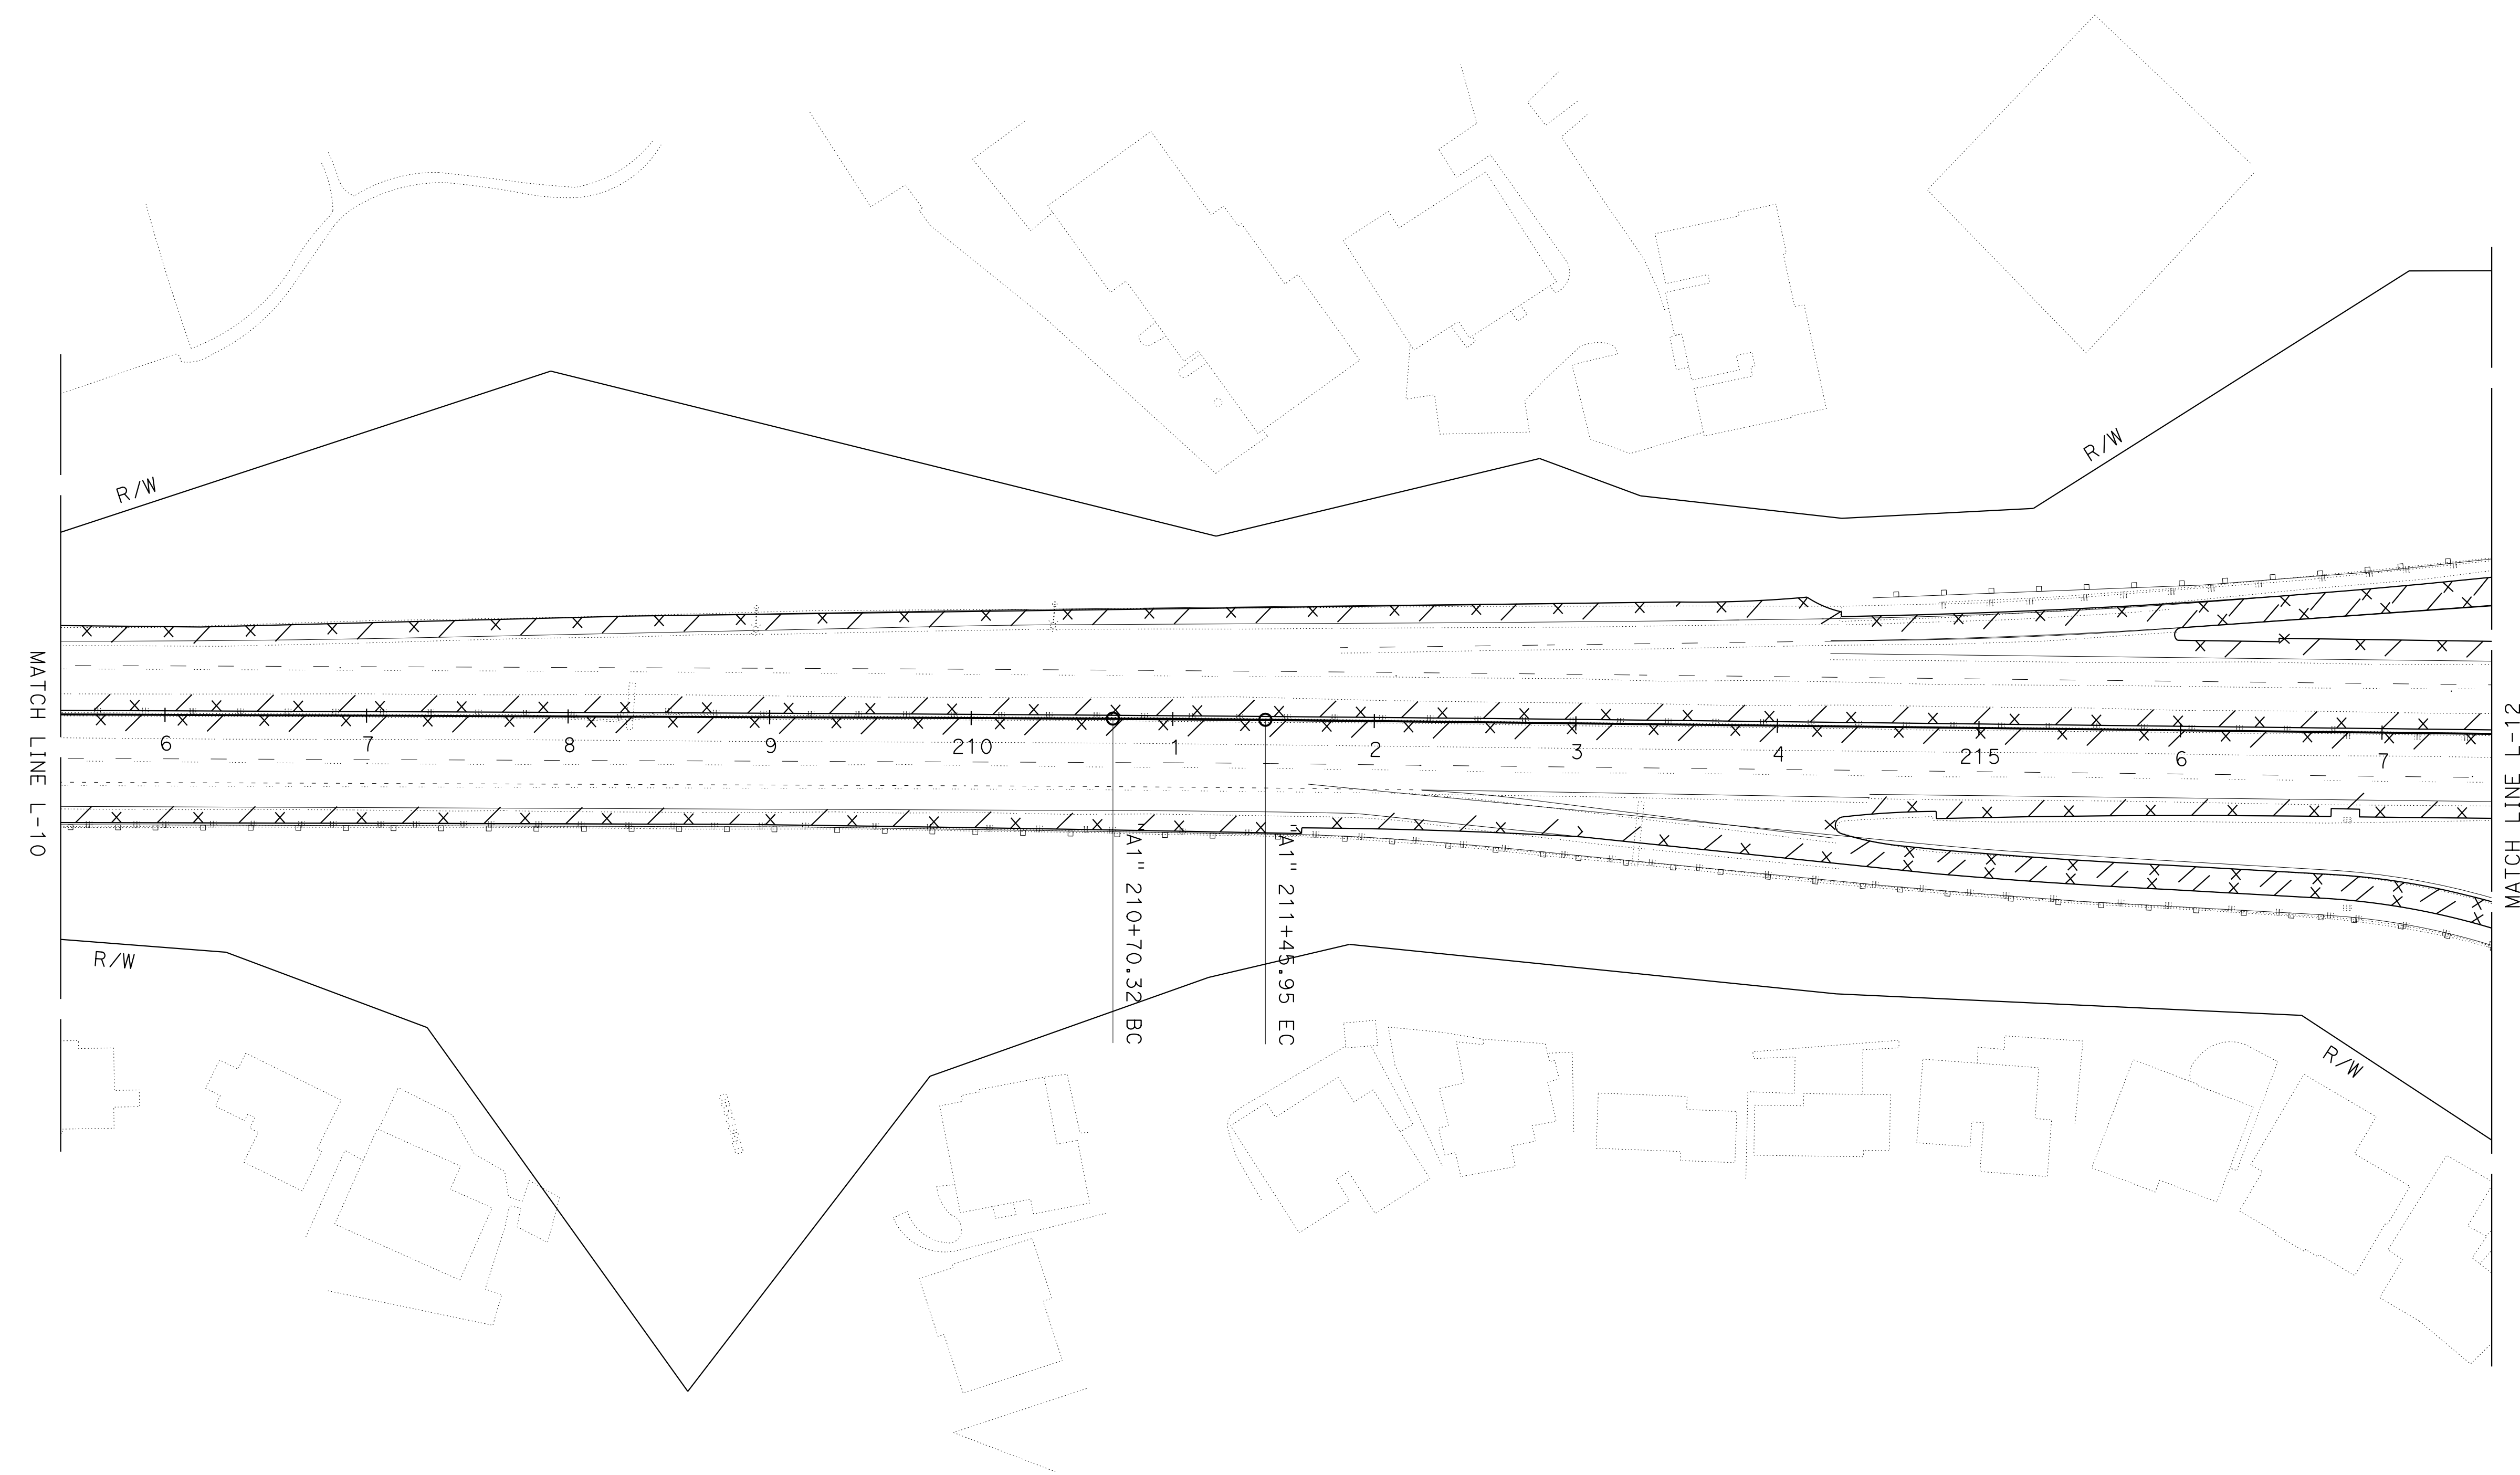 R/W
R/W
MATCH LINE L-10
6
7
8
9
210
1
2
3
4
215
6
7
MATCH LINE L-12
A1" 210+70.32 BC
A1" 211+45.95 EC
R/W
R/W